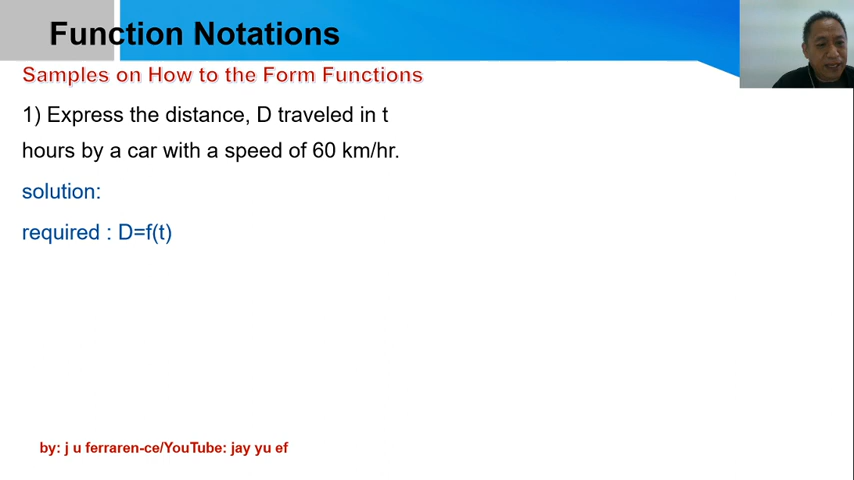 Function Notations
Samples on How to the Form Functions
1) Express the distance, D traveled in t
hours by a car with a speed of 60 km/hr.
solution:
required : D=f(t)
by: j u ferraren-ce/YouTube: jay yu ef